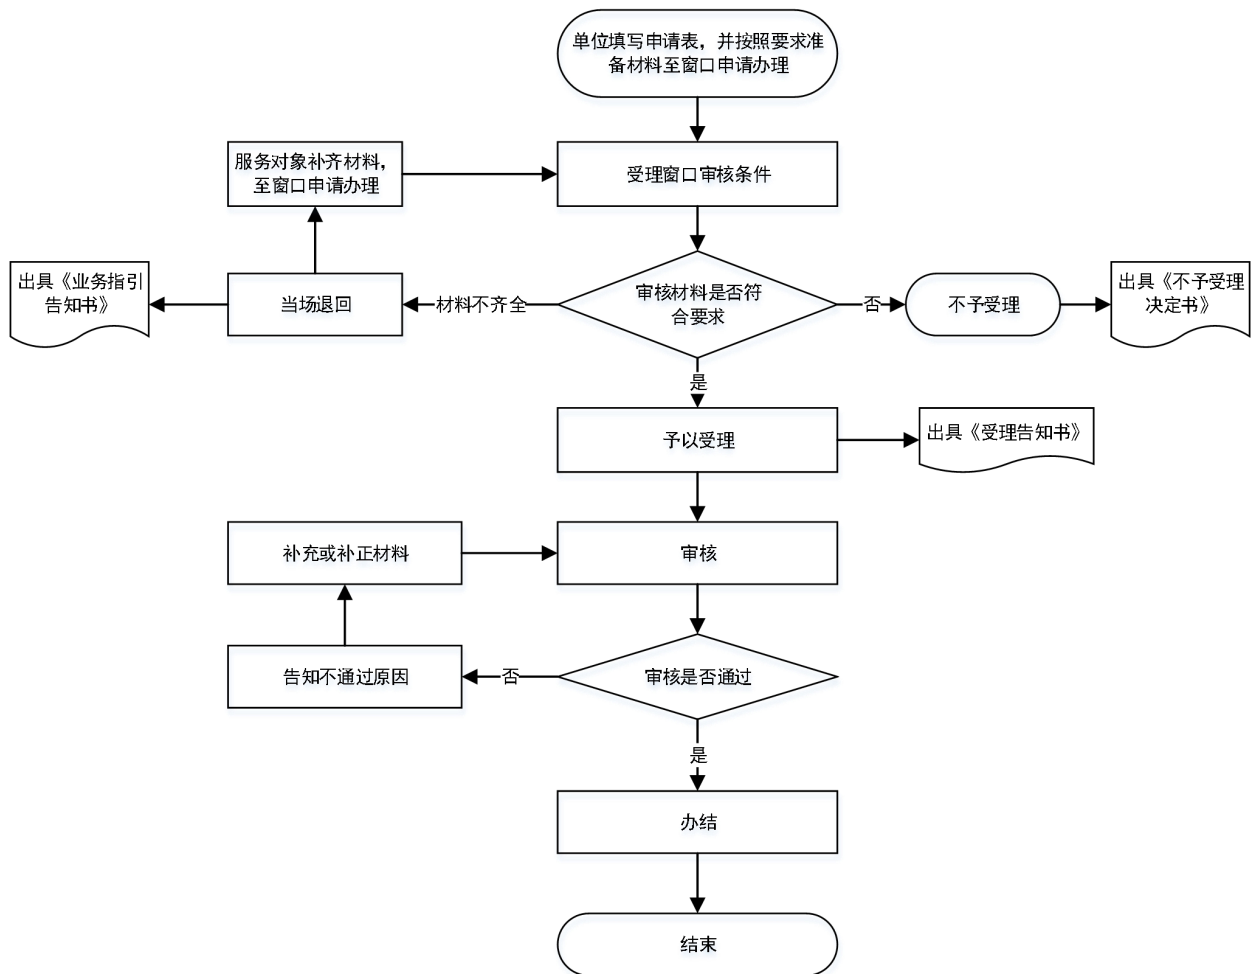 单位填写申请表，并按照要求准
备材料至窗口申请办理
服务对象补齐材料，
至窗口申请办理
受理窗口审核条件
出具《业务指引
告知书》
当场退回
材料不齐全
审核材料是否符
合要求
否
不予受理
出具《不予受理
决定书》
是
予以受理
出具《受理告知书》
补充或补正材料
审核
告知不通过原因
否
审核是否通过
是
办结
结束